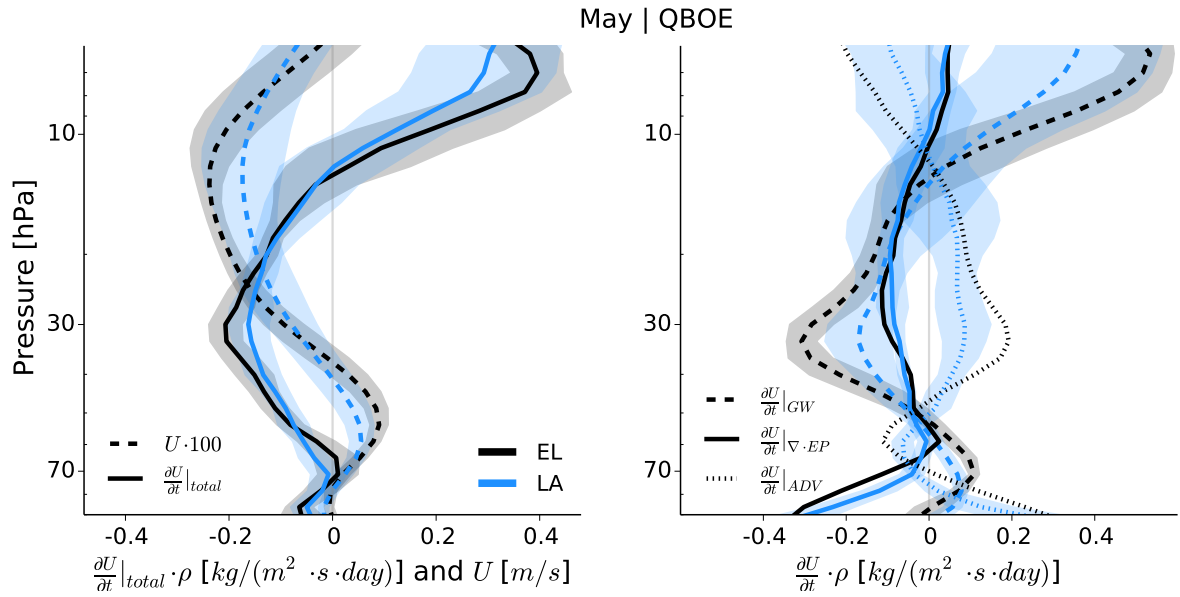 May | QBOE
Pressure [hPa]
10
30
70
-0.4
-0.2
0
0.2
0.4
U·100
∂U/∂t|total
EL
LA
∂U/∂t|total·ρ [kg/(m² ·s·day)] and U [m/s]
10
30
70
-0.4
-0.2
0
0.2
0.4
∂U/∂t|GW
∂U/∂t|∇·EP
∂U/∂t|ADV
∂U/∂t·ρ [kg/(m² ·s·day)]